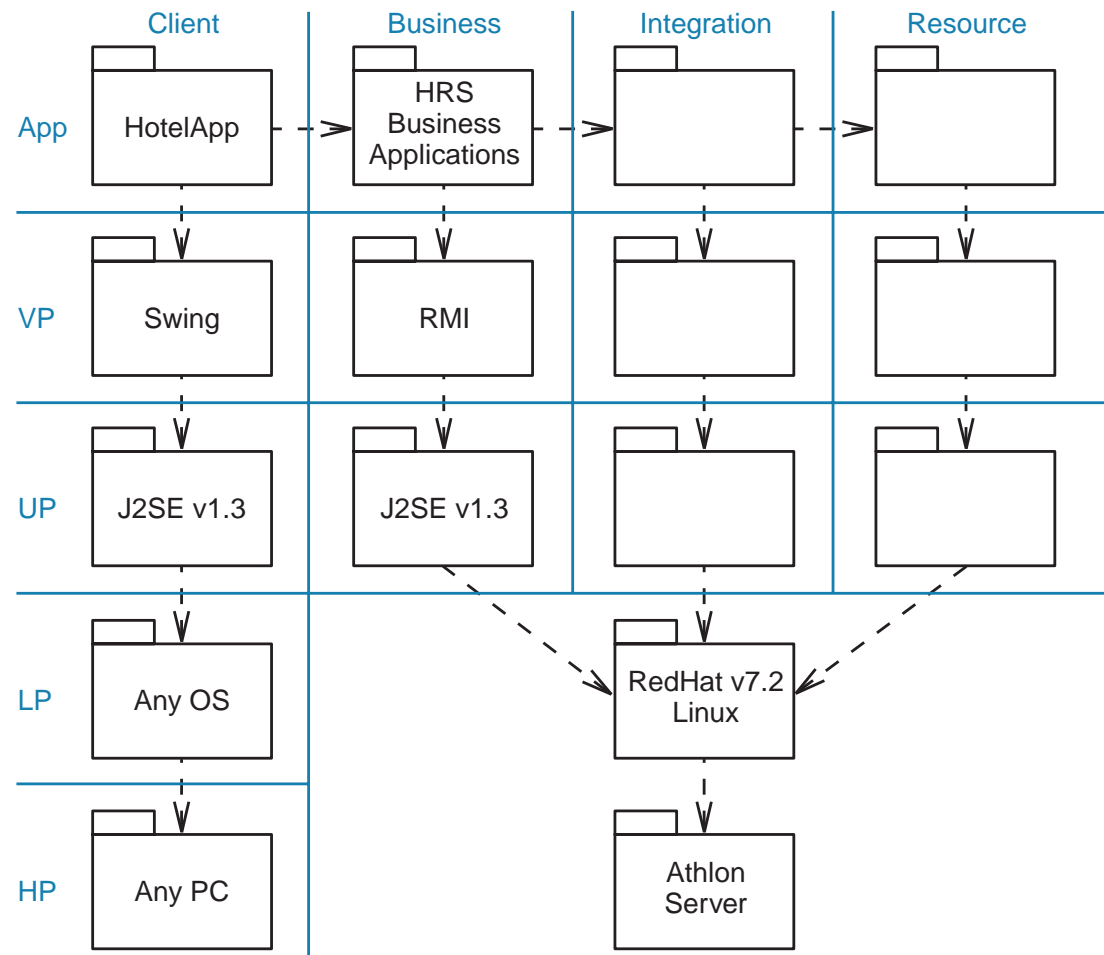 Client
Business
Integration
Resource
App
HotelApp
HRS
Business
Applications
VP
Swing
RMI
UP
J2SE v1.3
J2SE v1.3
LP
Any OS
RedHat v7.2
Linux
HP
Any PC
Athlon
Server